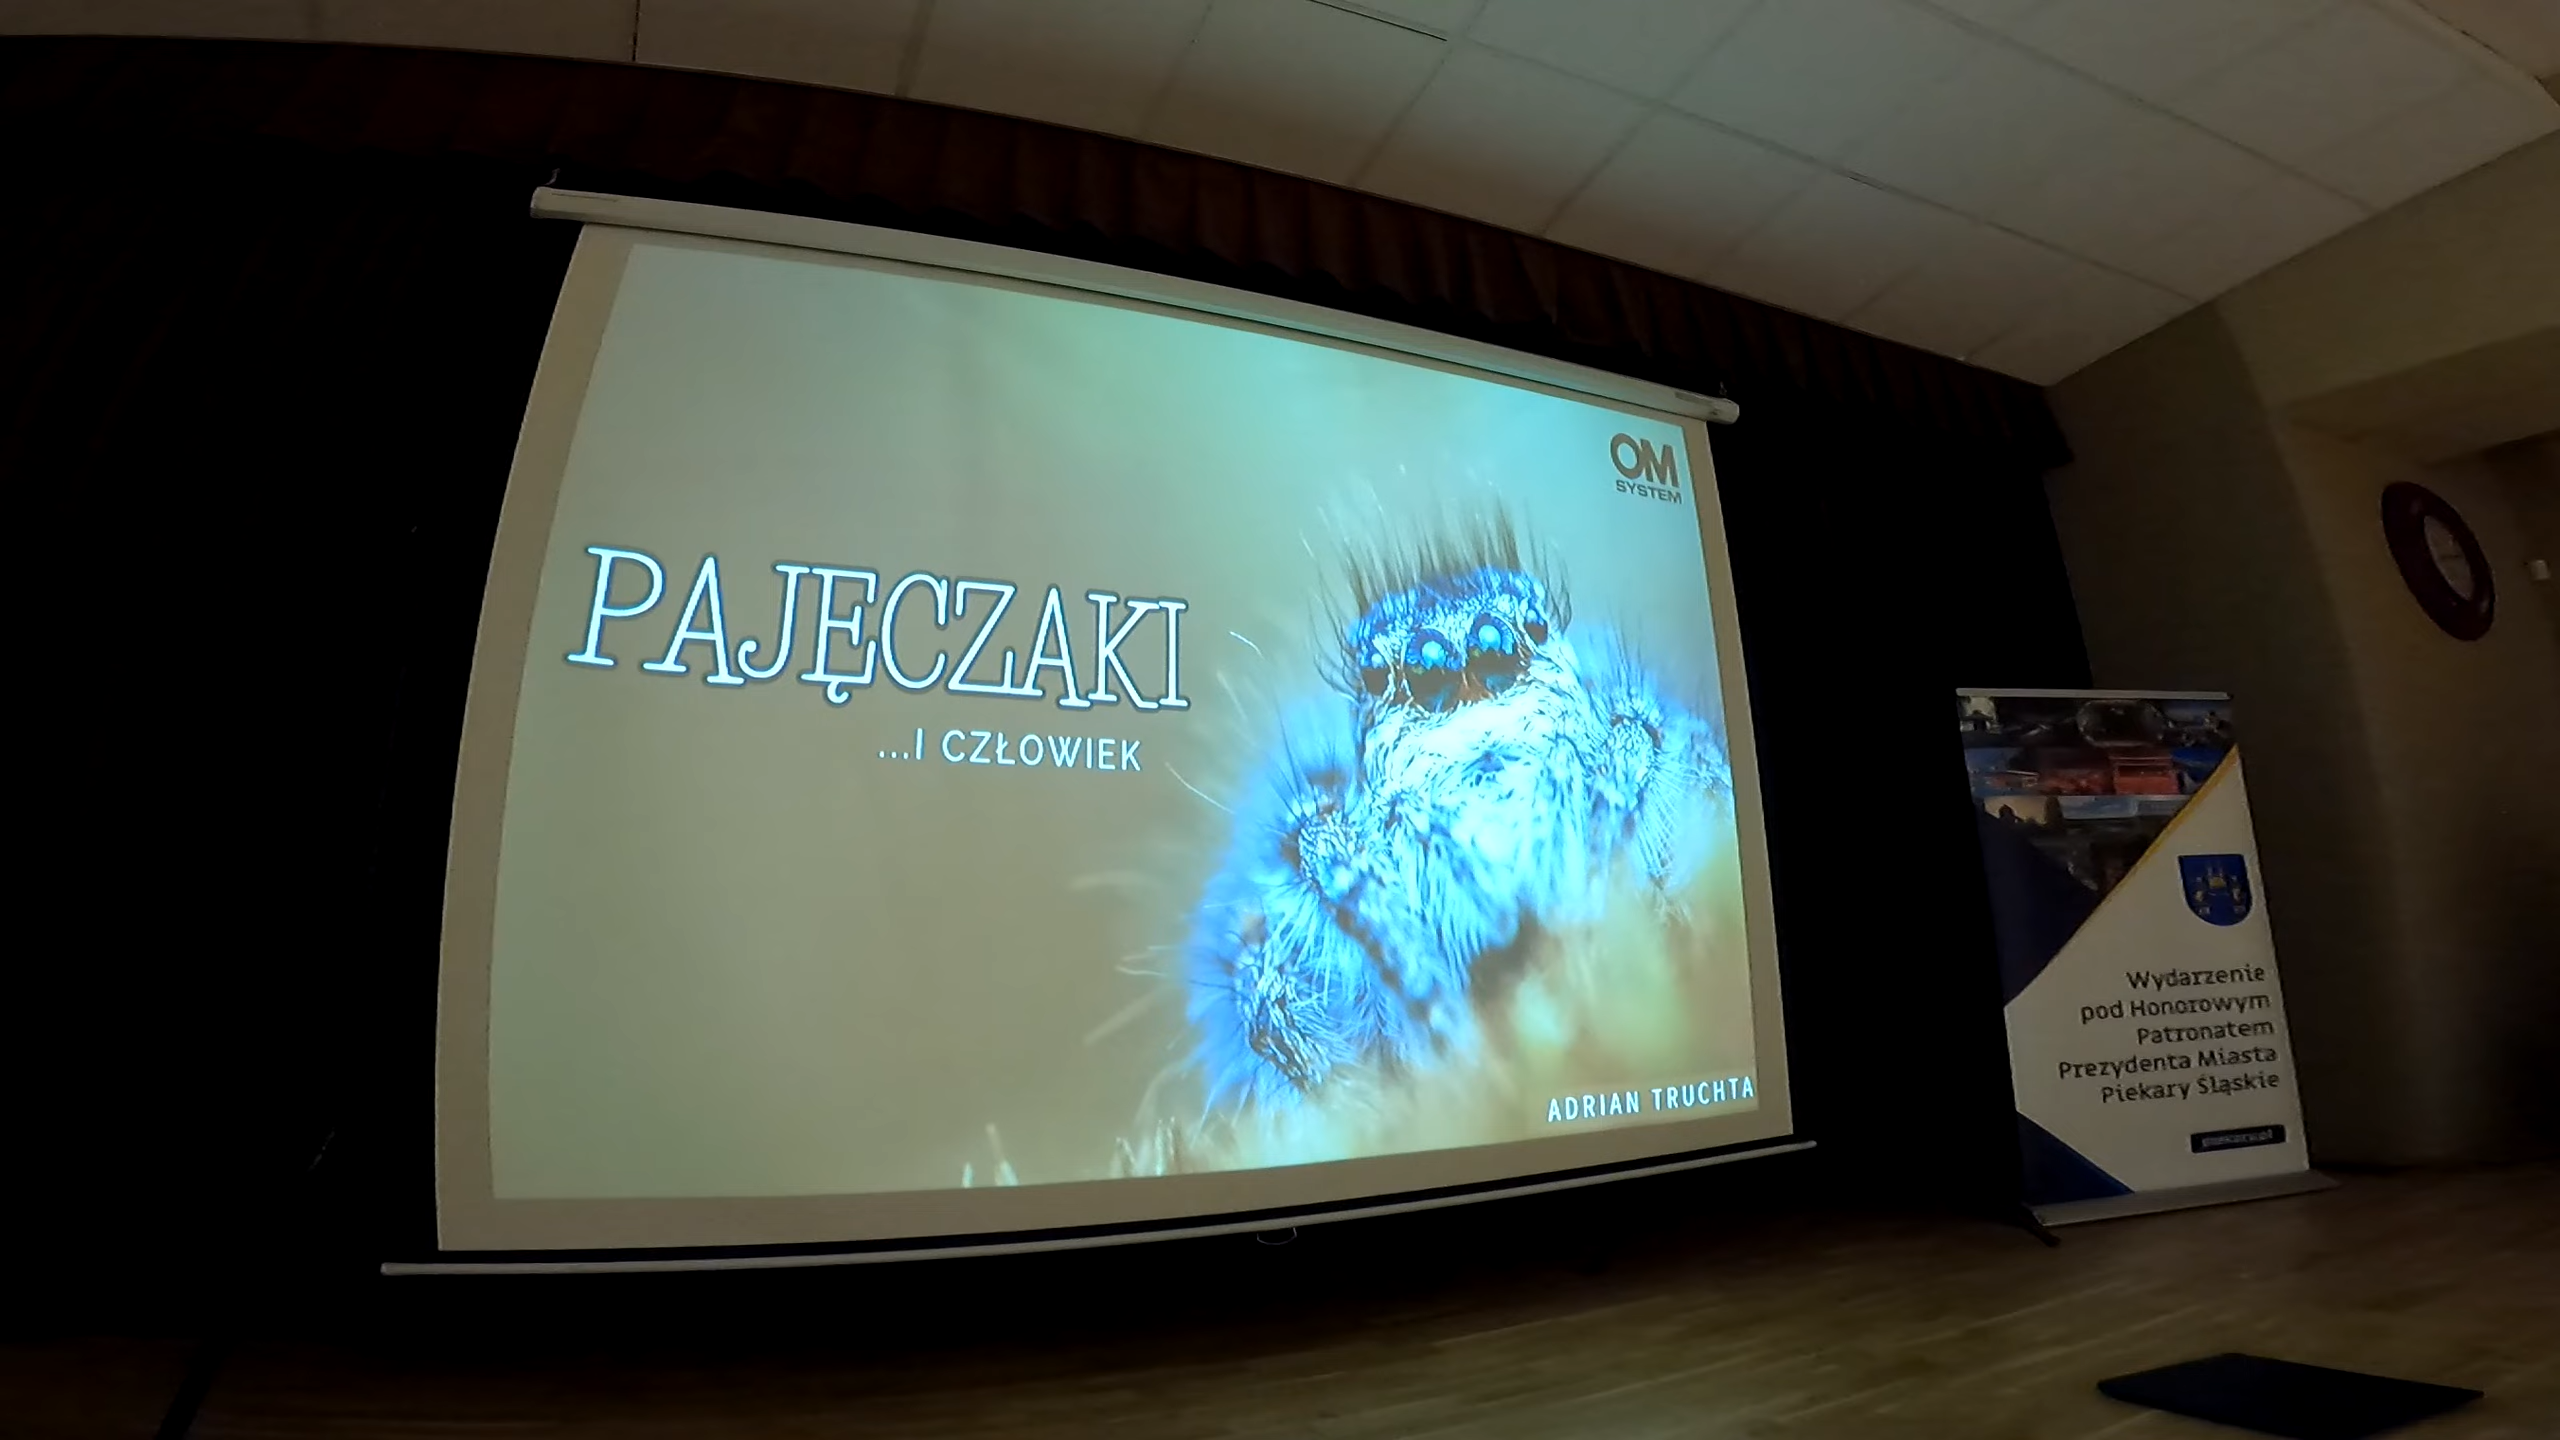 OM
SYSTEM
PAJĘCZAKI
...I CZŁOWIEK
ADRIAN TRUCHTA
Wydarzenie
pod Honorowym
Patronatem
Prezydenta Miasta
Piekary Śląskie